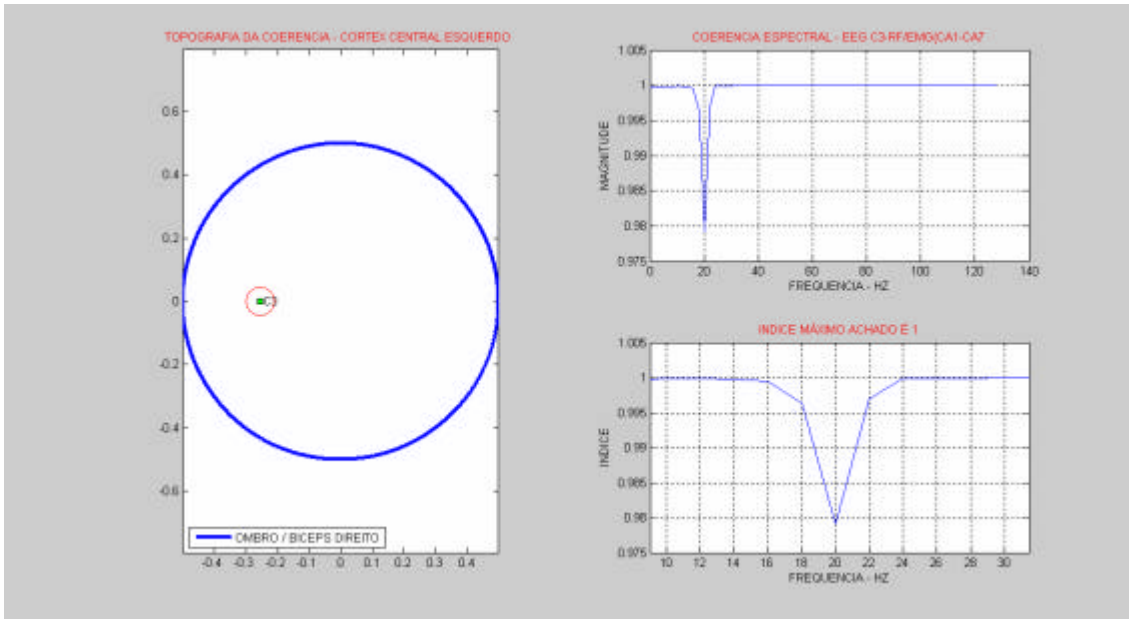 TOPOGRAFIA DA COERENCIA - CORTEX CENTRAL ESQUERDO
0.6
0.4
0.2
0
-0.2
-0.4
-0.6
C3
OMBRO / BICEPS DIREITO
-0.4 -0.3 -0.2 -0.1 0 0.1 0.2 0.3 0.4
COERENCIA ESPECTRAL - EEG C3-RF/EMG(CA1-CA7
1.005
1
0.995
0.99
0.985
0.98
0.975
MAGNITUDE
0 20 40 60 80 100 120 140
FREQUENCIA - HZ
INDICE MÁXIMO ACHADO É 1
1.005
1
0.995
0.99
0.985
0.98
0.975
INDICE
10 12 14 16 18 20 22 24 26 28 30
FREQUENCIA - HZ